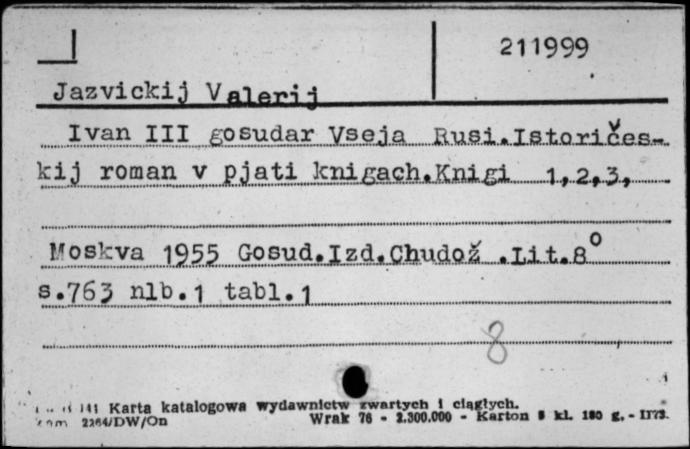 211999
Jazvickij Valerij
Ivan III gosudar Vseja Rusi.Istoričes-
kij roman v pjati knigach.Knigi 1,2,3,
Moskva 1955 Gosud.Izd.Chudož .Lit.8°
s.763 nlb.1 tabl.1
8
141 Karta katalogowa wydawnictw zwartych i ciągłych.
2264/DW/On Wrak 76 - 2.300.000 - Karton 8 kl. 180 g. -